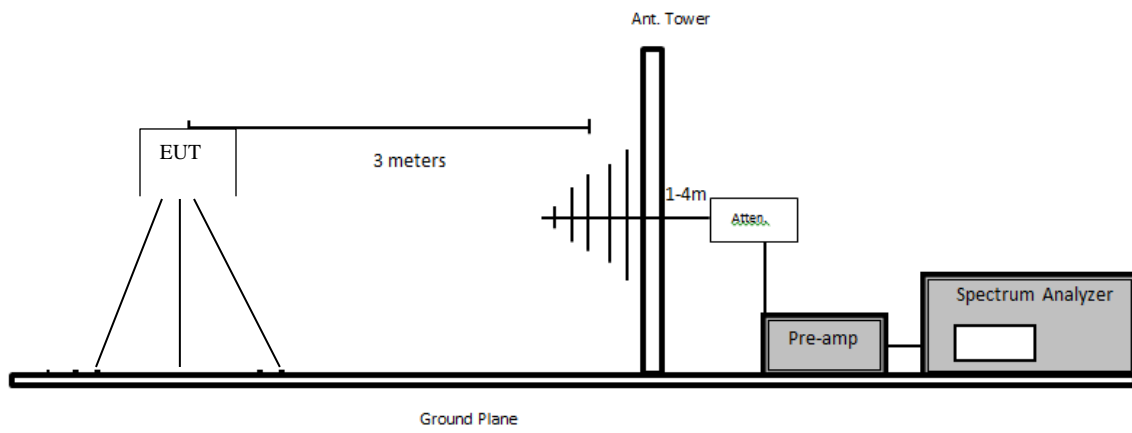 Ant. Tower
EUT
3 meters
1-4m
Atten.
Spectrum Analyzer
Pre-amp
Ground Plane